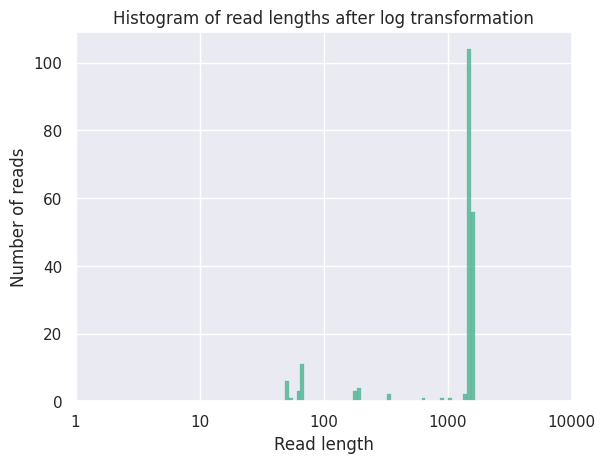 Histogram of read lengths after log transformation
Number of reads
100
80
60
40
20
0
1 10 100 1000 10000
Read length